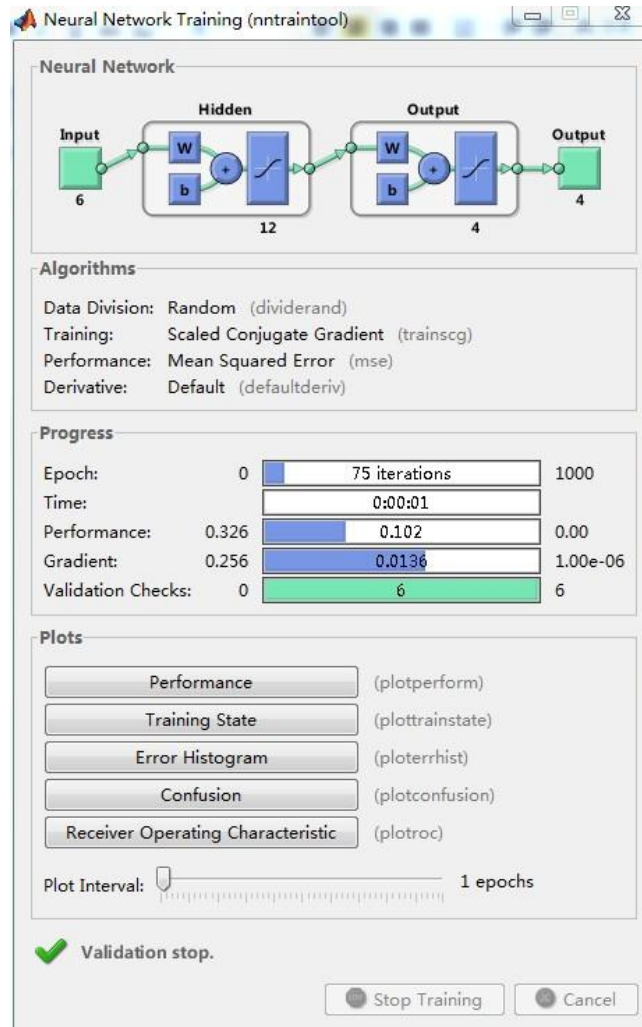 Neural Network Training (nntraintool)
Neural Network
Hidden Output
Input Output
W W
+ +
b b
6 4
12 4
Algorithms
Data Division: Random (dividerand)
Training: Scaled Conjugate Gradient (trainscg)
Performance: Mean Squared Error (mse)
Derivative: Default (defaultderiv)
Progress
Epoch: 0 75 iterations 1000
Time: 0:00:01
Performance: 0.326 0.102 0.00
Gradient: 0.256 0.0136 1.00e-06
Validation Checks: 0 6 6
Plots
Performance (plotperform)
Training State (plottrainstate)
Error Histogram (ploterrhist)
Confusion (plotconfusion)
Receiver Operating Characteristic (plotroc)
Plot Interval: 1 epochs
Validation stop.
Stop Training Cancel